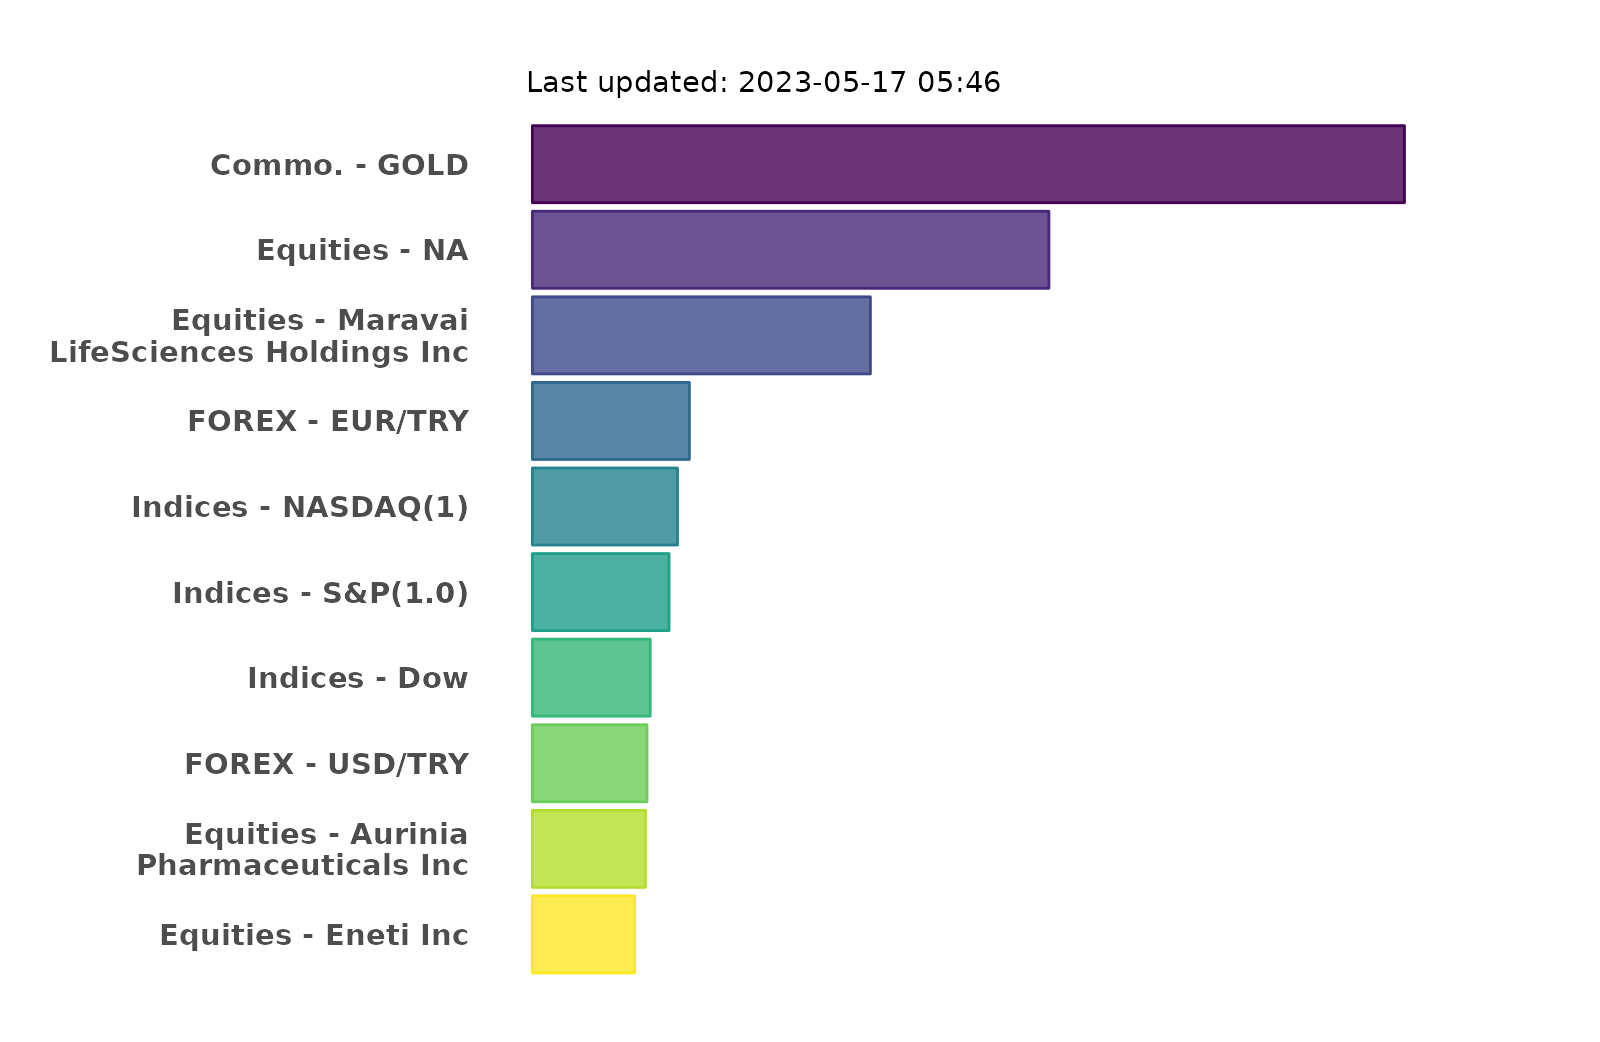 Last updated: 2023-05-17 05:46
Commo. - GOLD
Equities - NA
Equities - Maravai
LifeSciences Holdings Inc
FOREX - EUR/TRY
Indices - NASDAQ(1)
Indices - S&P(1.0)
Indices - Dow
FOREX - USD/TRY
Equities - Aurinia
Pharmaceuticals Inc
Equities - Eneti Inc